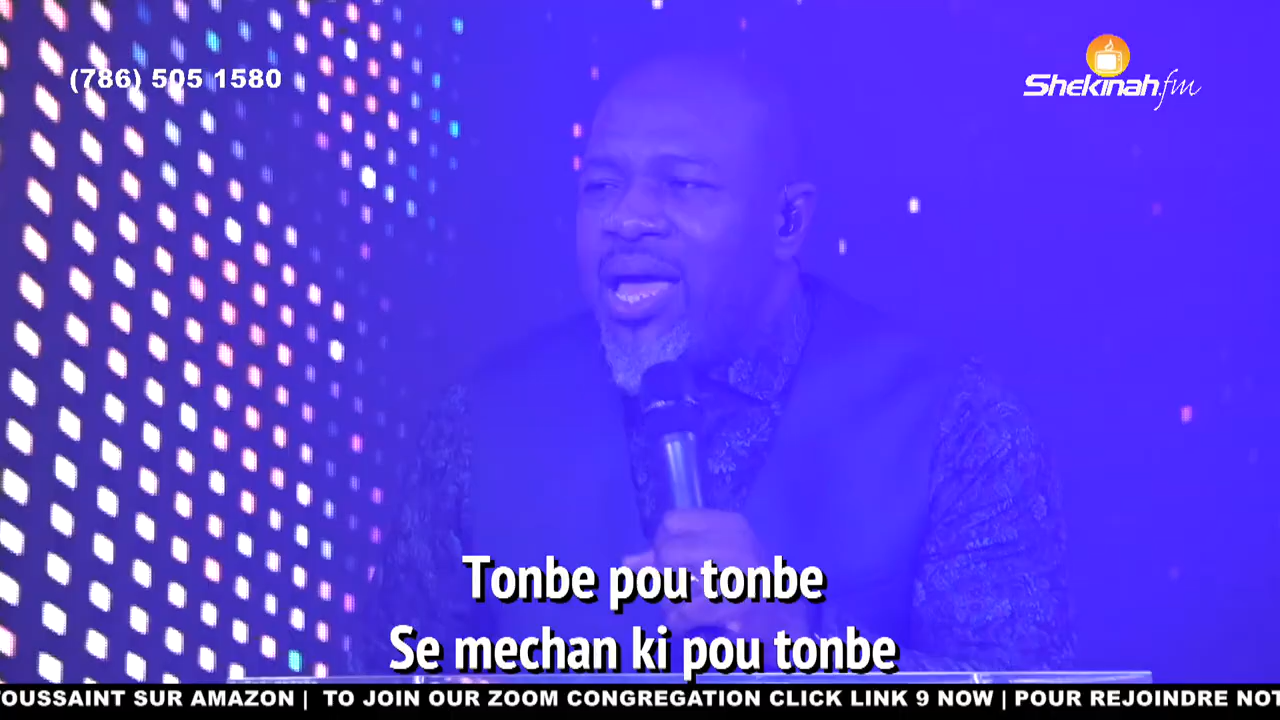 (786) 505 1580
Shekinah.fm
Tonbe pou tonbe
Se mechan ki pou tonbe
OUSSAINT SUR AMAZON | TO JOIN OUR ZOOM CONGREGATION CLICK LINK 9 NOW | POUR REJOINDRE NOT